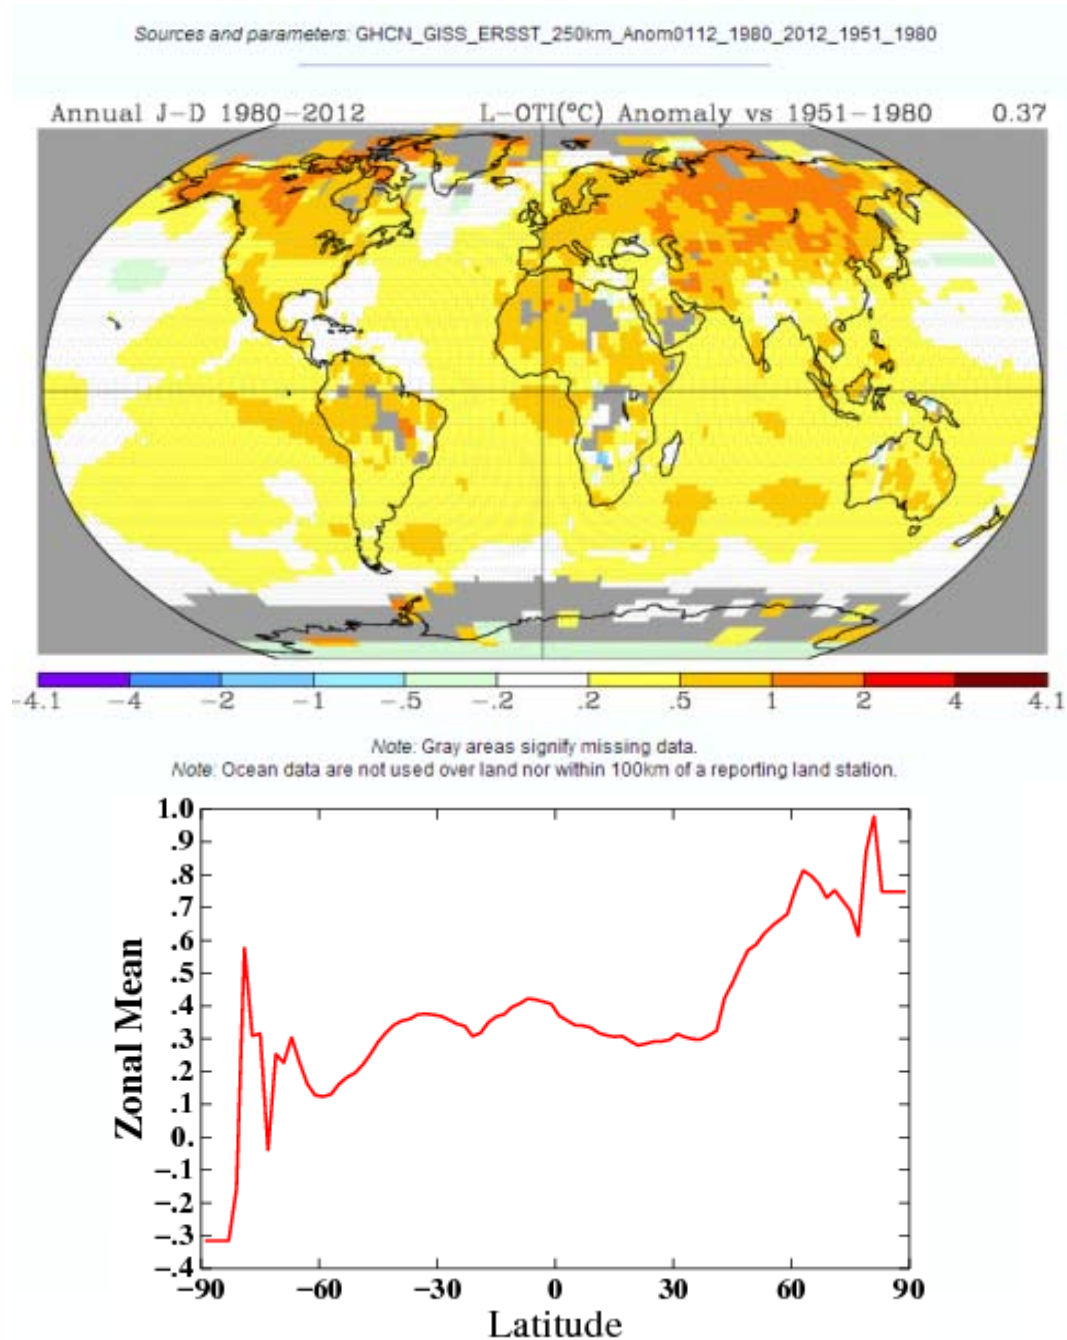 Sources and parameters: GHCN_GISS_ERSST_250km_Anom0112_1980_2012_1951_1980
Annual J-D 1980-2012 L-OTI(°C) Anomaly vs 1951-1980 0.37
-4.1 -4 -2 -1 -.5 -.2 .2 .5 1 2 4 4.1
Note: Gray areas signify missing data.
Note: Ocean data are not used over land nor within 100km of a reporting land station.
1.0
.9
.8
.7
.6
.5
.4
.3
.2
.1
0.
-.1
-.2
-.3
-.4
Zonal Mean
-90 -60 -30 0 30 60 90
Latitude